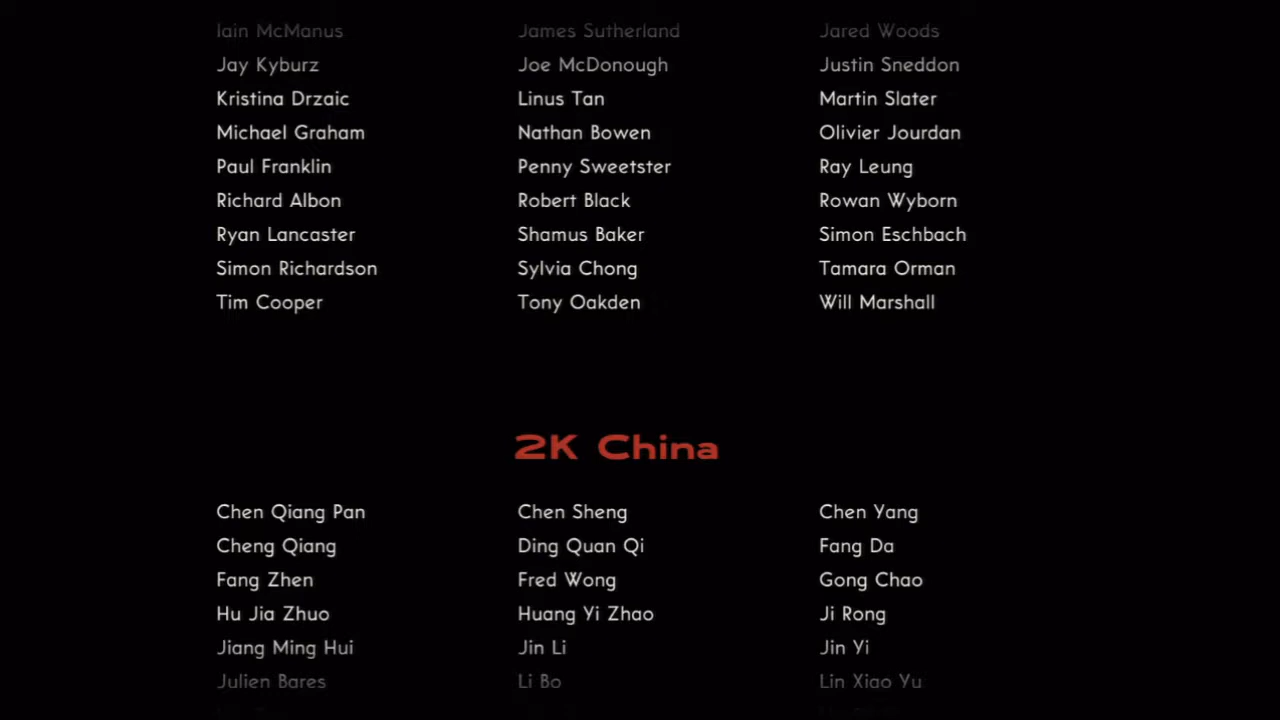 Iain McManus James Sutherland Jared Woods
Jay Kyburz Joe McDonough Justin Sneddon
Kristina Drzaic Linus Tan Martin Slater
Michael Graham Nathan Bowen Olivier Jourdan
Paul Franklin Penny Sweetster Ray Leung
Richard Albon Robert Black Rowan Wyborn
Ryan Lancaster Shamus Baker Simon Eschbach
Simon Richardson Sylvia Chong Tamara Orman
Tim Cooper Tony Oakden Will Marshall
2K China
Chen Qiang Pan Chen Sheng Chen Yang
Cheng Qiang Ding Quan Qi Fang Da
Fang Zhen Fred Wong Gong Chao
Hu Jia Zhuo Huang Yi Zhao Ji Rong
Jiang Ming Hui Jin Li Jin Yi
Julien Bares Li Bo Lin Xiao Yu